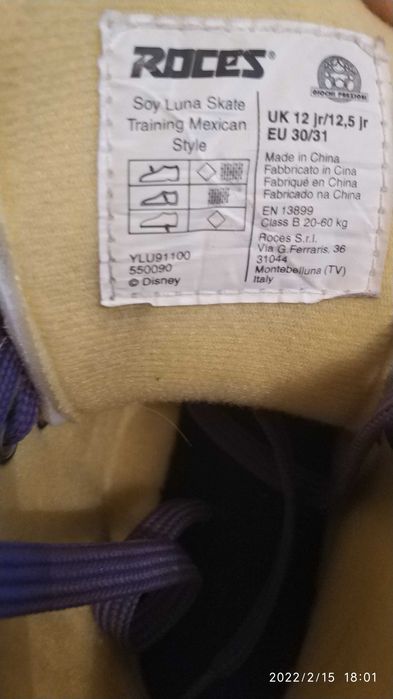 ROCES®
GIOCHI PREZIOSI
Soy Luna Skate
Training Mexican
Style
YLU91100
550090
© Disney
UK 12 jr/12,5 jr
EU 30/31
Made in China
Fabbricato in Cina
Fabriqué en China
Fabricado na China
EN 13899
Class B 20-60 kg
Roces S.r.l.
Via G.Ferraris, 36
31044
Montebelluna (TV)
Italy
2022/2/15 18:01